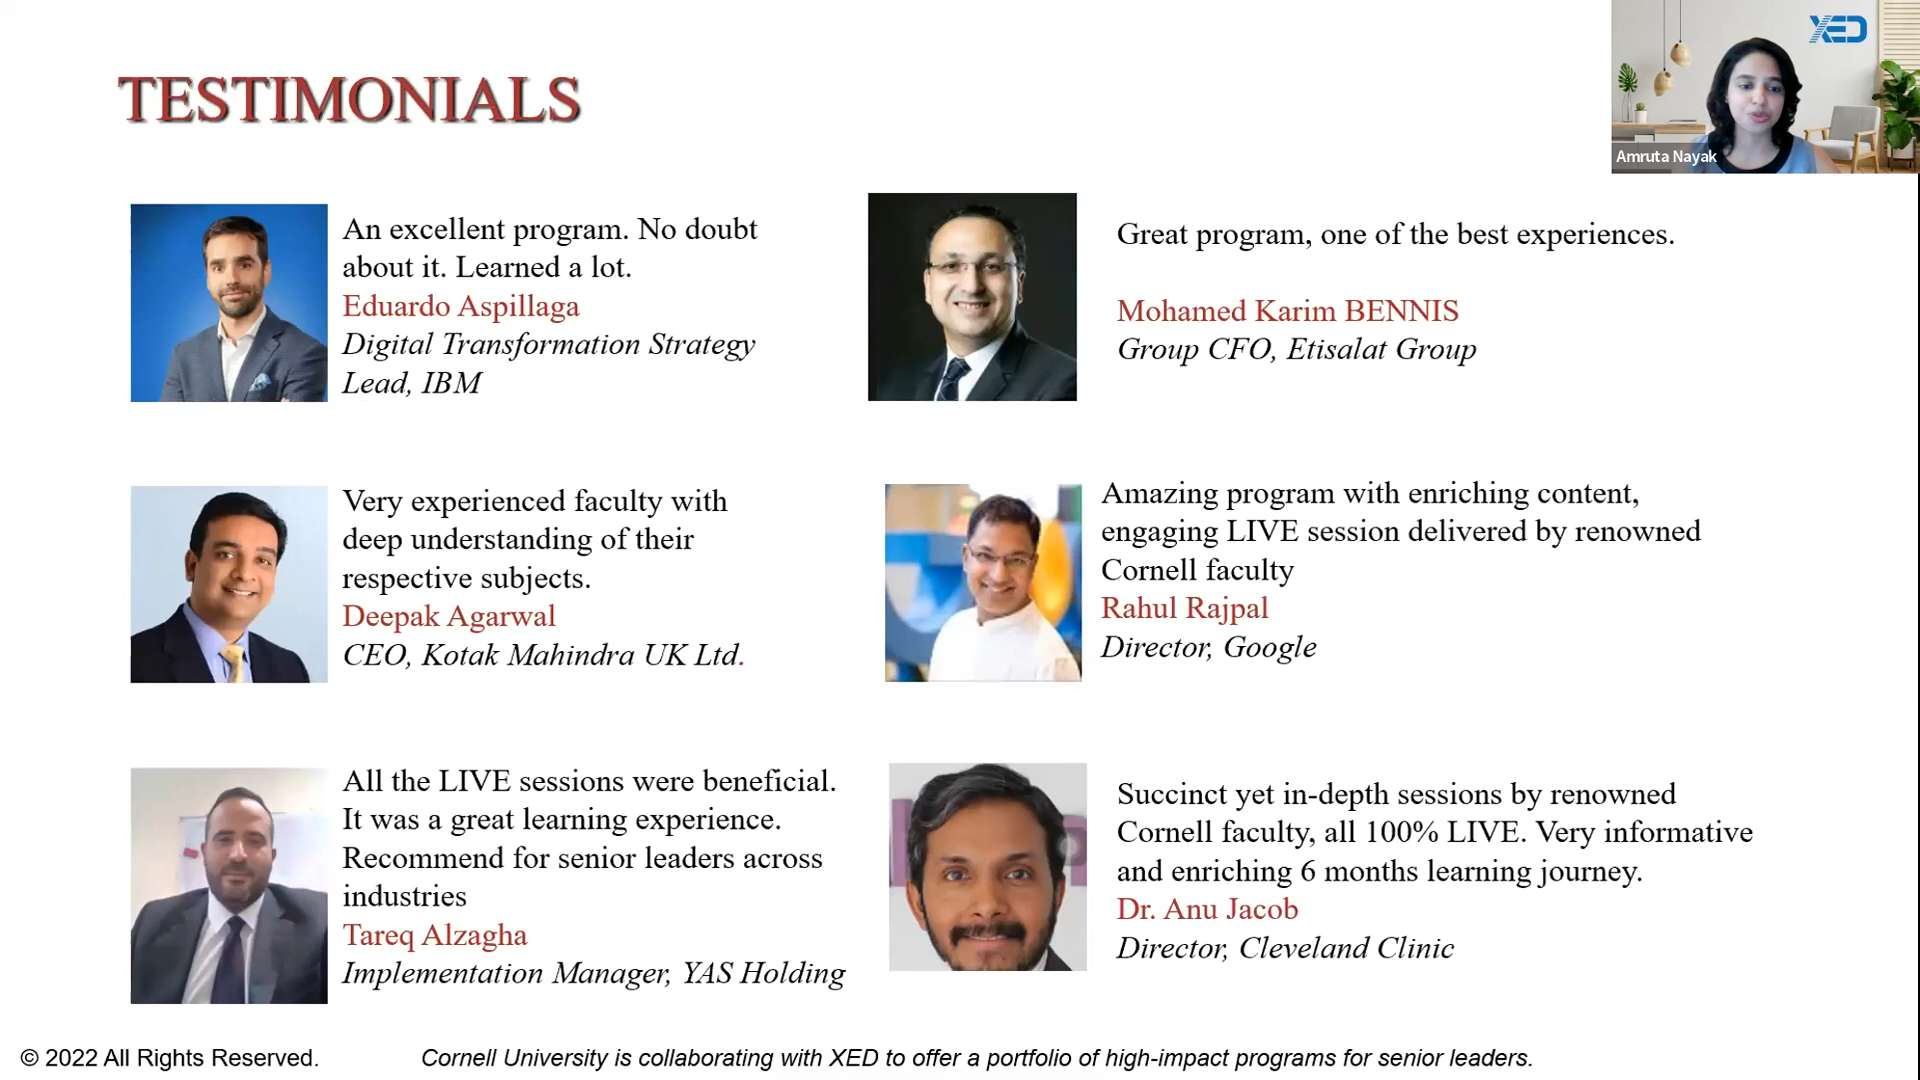 XED
TESTIMONIALS
Amruta Nayak
An excellent program. No doubt
about it. Learned a lot.
Eduardo Aspillaga
Digital Transformation Strategy
Lead, IBM
Great program, one of the best experiences.
Mohamed Karim BENNIS
Group CFO, Etisalat Group
Very experienced faculty with
deep understanding of their
respective subjects.
Deepak Agarwal
CEO, Kotak Mahindra UK Ltd.
Amazing program with enriching content,
engaging LIVE session delivered by renowned
Cornell faculty
Rahul Rajpal
Director, Google
All the LIVE sessions were beneficial.
It was a great learning experience.
Recommend for senior leaders across
industries
Tareq Alzagha
Implementation Manager, YAS Holding
Succinct yet in-depth sessions by renowned
Cornell faculty, all 100% LIVE. Very informative
and enriching 6 months learning journey.
Dr. Anu Jacob
Director, Cleveland Clinic
© 2022 All Rights Reserved.
Cornell University is collaborating with XED to offer a portfolio of high-impact programs for senior leaders.